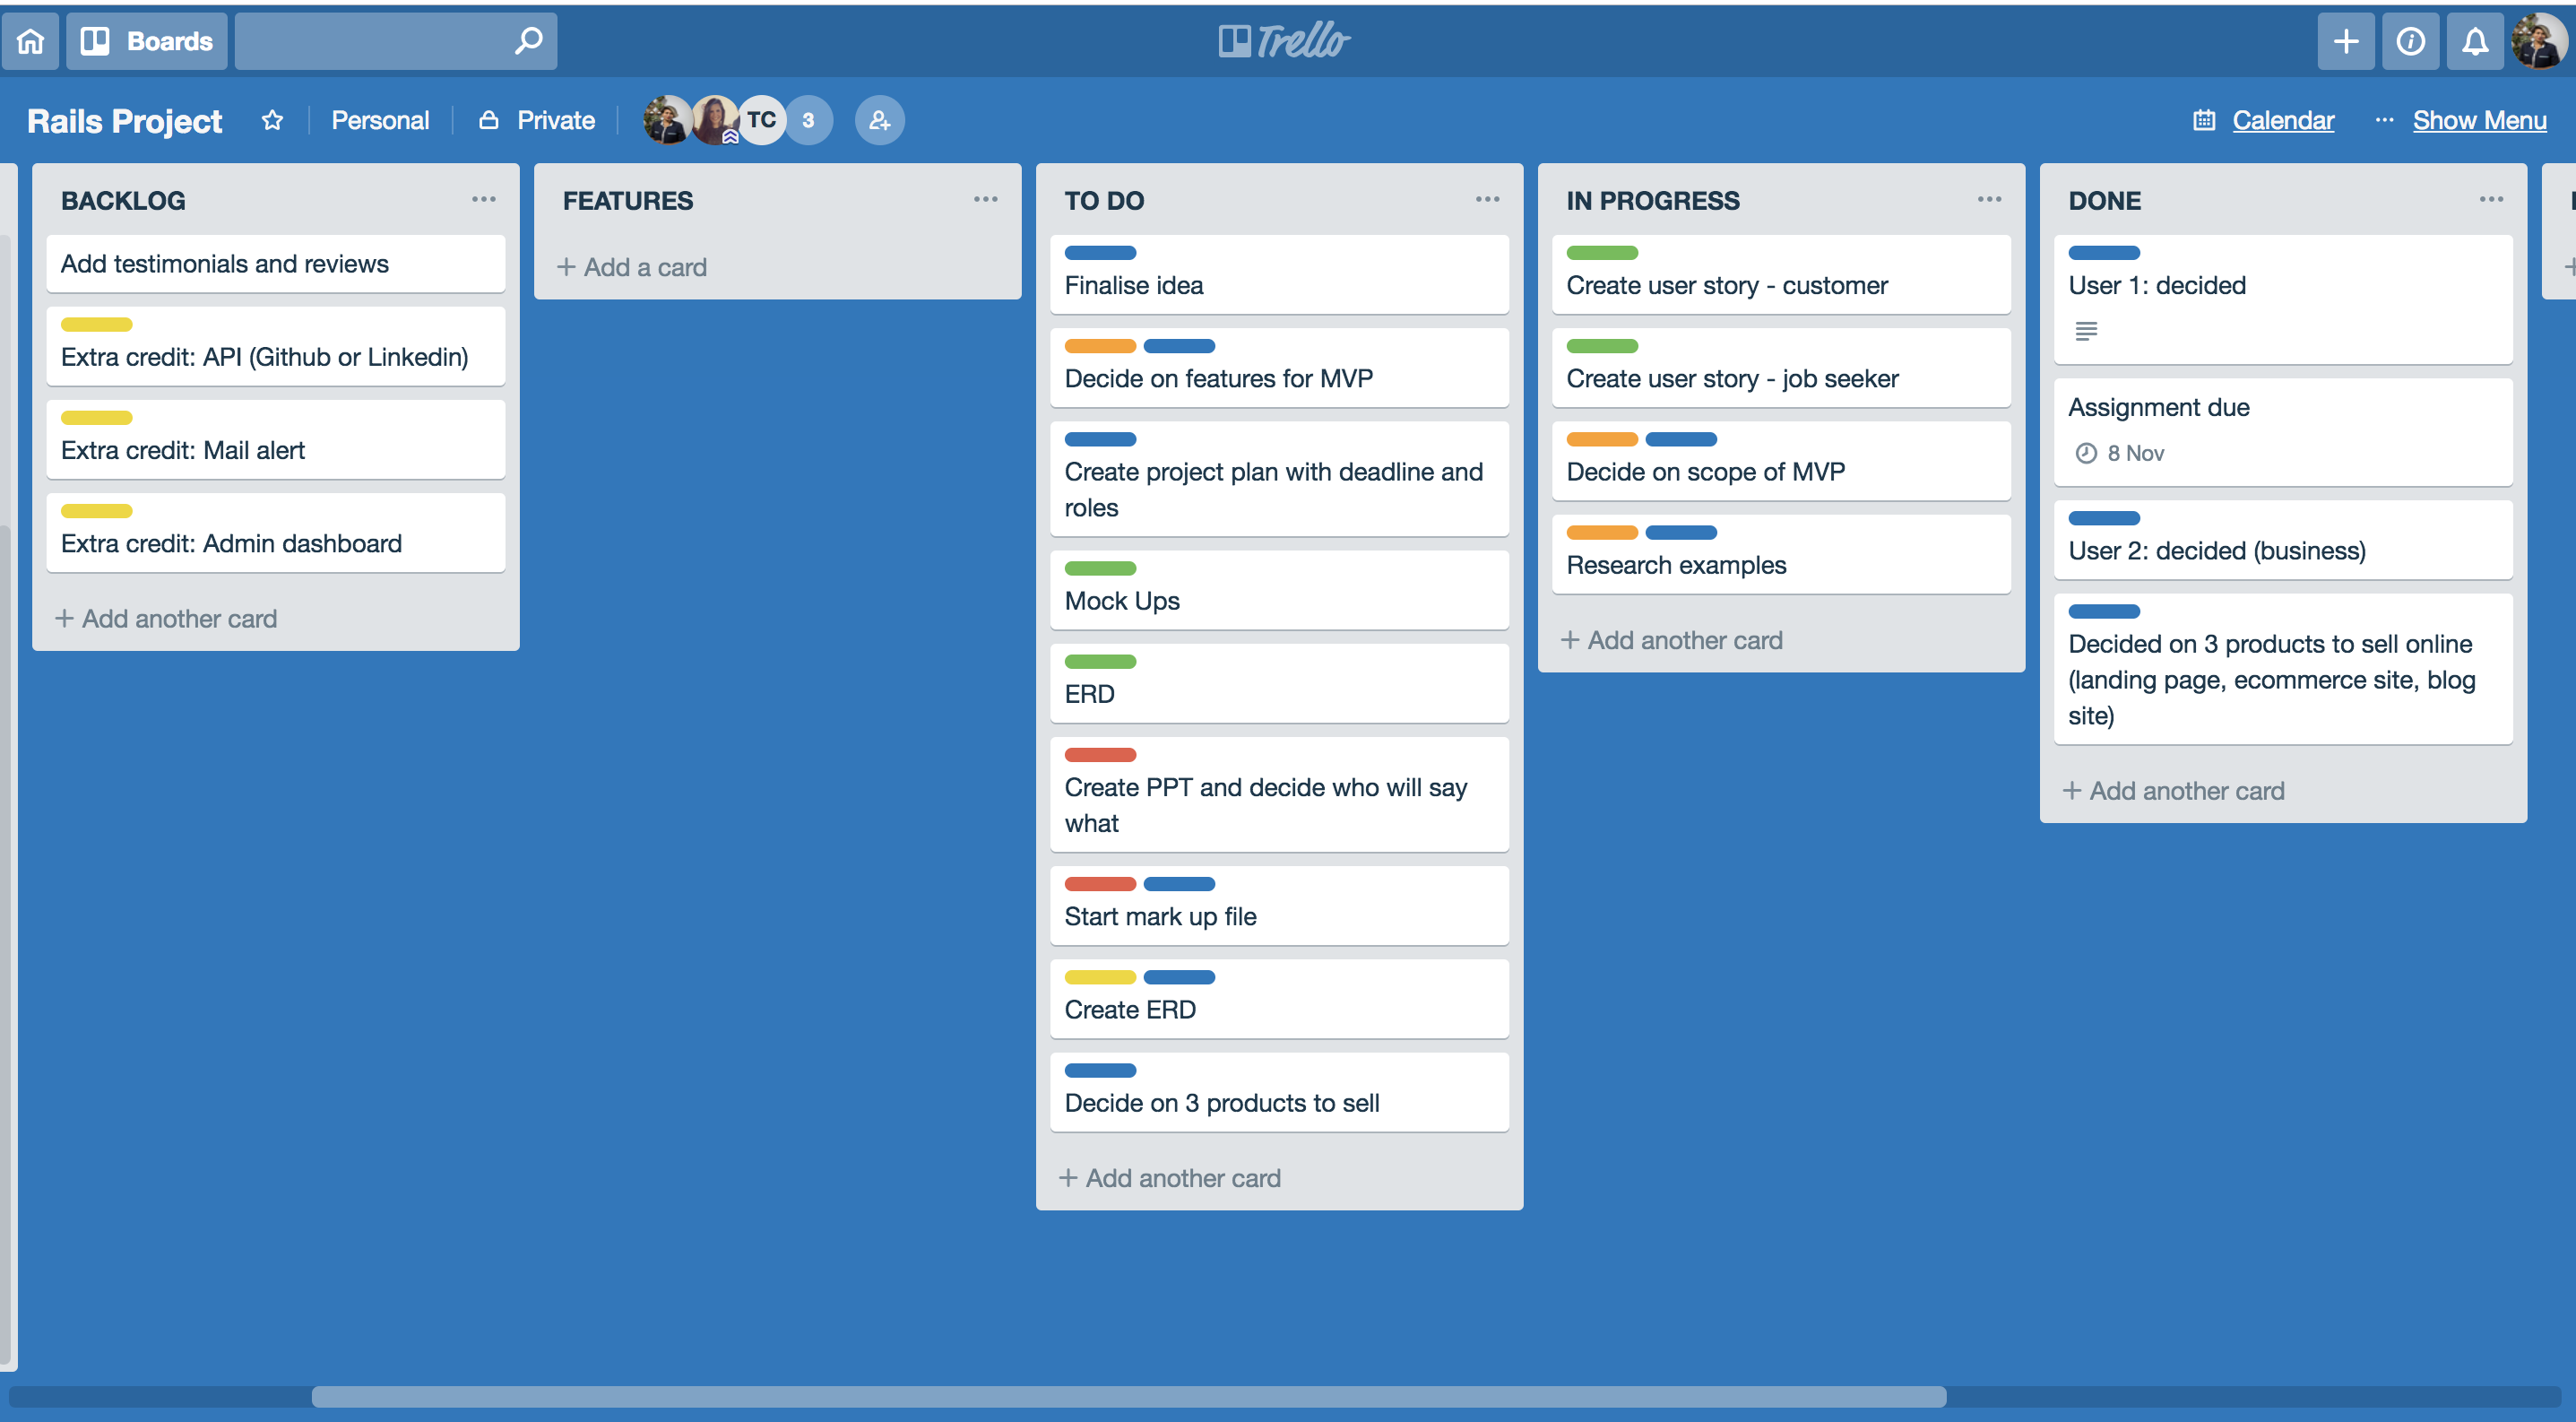 Boards
Trello
Rails Project
Personal
Private
TC
3
Calendar
Show Menu
BACKLOG
Add testimonials and reviews
Extra credit: API (Github or Linkedin)
Extra credit: Mail alert
Extra credit: Admin dashboard
+ Add another card
FEATURES
+ Add a card
TO DO
Finalise idea
Decide on features for MVP
Create project plan with deadline and
roles
Mock Ups
ERD
Create PPT and decide who will say
what
Start mark up file
Create ERD
Decide on 3 products to sell
+ Add another card
IN PROGRESS
Create user story - customer
Create user story - job seeker
Decide on scope of MVP
Research examples
+ Add another card
DONE
User 1: decided
Assignment due
8 Nov
User 2: decided (business)
Decided on 3 products to sell online
(landing page, ecommerce site, blog
site)
+ Add another card